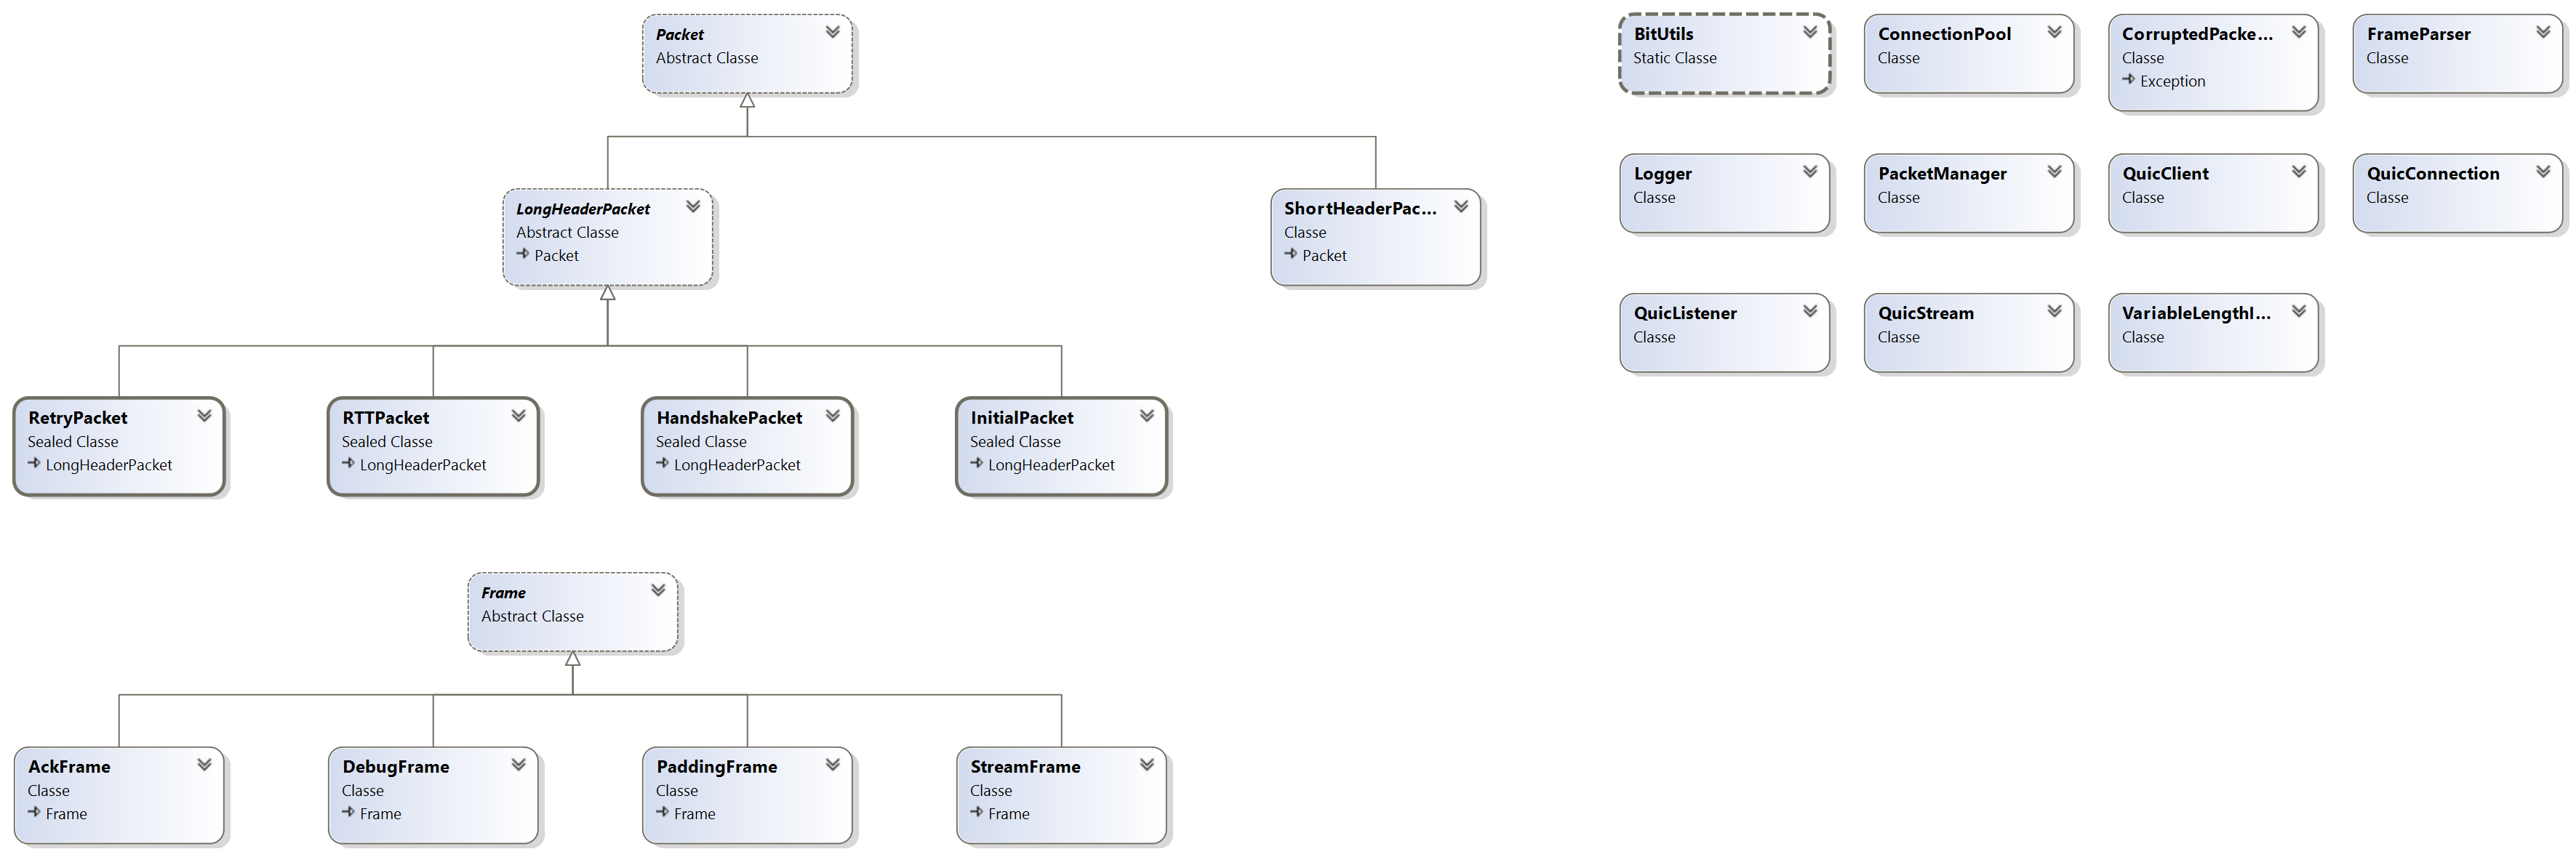 Packet
Abstract Classe
LongHeaderPacket
Abstract Classe
Packet
ShortHeaderPac...
Classe
Packet
RetryPacket
Sealed Classe
LongHeaderPacket
RTTPacket
Sealed Classe
LongHeaderPacket
HandshakePacket
Sealed Classe
LongHeaderPacket
InitialPacket
Sealed Classe
LongHeaderPacket
Frame
Abstract Classe
AckFrame
Classe
Frame
DebugFrame
Classe
Frame
PaddingFrame
Classe
Frame
StreamFrame
Classe
Frame
BitUtils
Static Classe
ConnectionPool
Classe
CorruptedPacke...
Classe
Exception
FrameParser
Classe
Logger
Classe
PacketManager
Classe
QuicClient
Classe
QuicConnection
Classe
QuicListener
Classe
QuicStream
Classe
VariableLengthI...
Classe